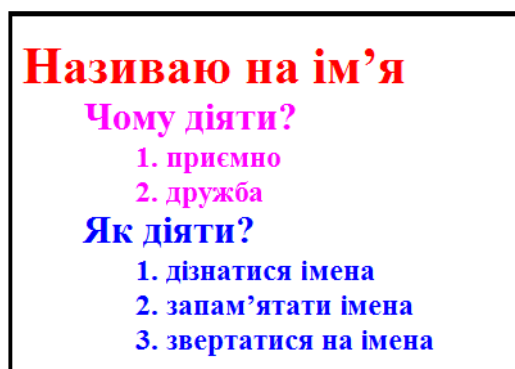 Називаю на ім’я
Чому діяти?
1. приємно
2. дружба
Як діяти?
1. дізнатися імена
2. запам’ятати імена
3. звертатися на імена